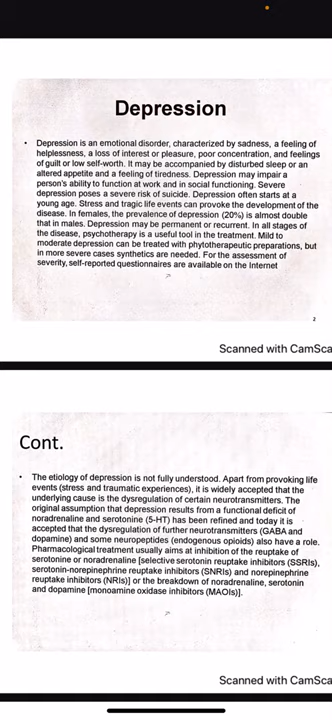 Depression
• Depression is an emotional disorder, characterized by sadness, a feeling of
helplessness, a loss of interest or pleasure, poor concentration, and feelings
of guilt or low self-worth. It may be accompanied by disturbed sleep or an
altered appetite and a feeling of tiredness. Depression may impair a
person's ability to function at work and in social functioning. Severe
depression poses a severe risk of suicide. Depression often starts at a
young age. Stress and tragic life events can provoke the development of the
disease. In females, the prevalence of depression (20%) is almost double
that in males. Depression may be permanent or recurrent. In all stages of
the disease, psychotherapy is a useful tool in the treatment. Mild to
moderate depression can be treated with phytotherapeutic preparations, but
in more severe cases synthetics are needed. For the assessment of
severity, self-reported questionnaires are available on the Internet
2
Scanned with CamSca
Cont.
• The etiology of depression is not fully understood. Apart from provoking life
events (stress and traumatic experiences), it is widely accepted that the
underlying cause is the dysregulation of certain neurotransmitters. The
original assumption that depression results from a functional deficit of
noradrenaline and serotonin (5-HT) has been refined and today it is
accepted that the dysregulation of further neurotransmitters (GABA and
dopamine) and some neuropeptides (endogenous opioids) also have a role.
Pharmacological treatment usually aims at inhibition of the reuptake of
serotonine or noradrenaline [selective serotonin reuptake inhibitors (SSRIs),
serotonin-norepinephrine reuptake inhibitors (SNRIs) and norepinephrine
reuptake inhibitors (NRIs)] or the breakdown of noradrenaline, serotonin
and dopamine [monoamine oxidase inhibitors (MAOIs)].
Scanned with CamSca